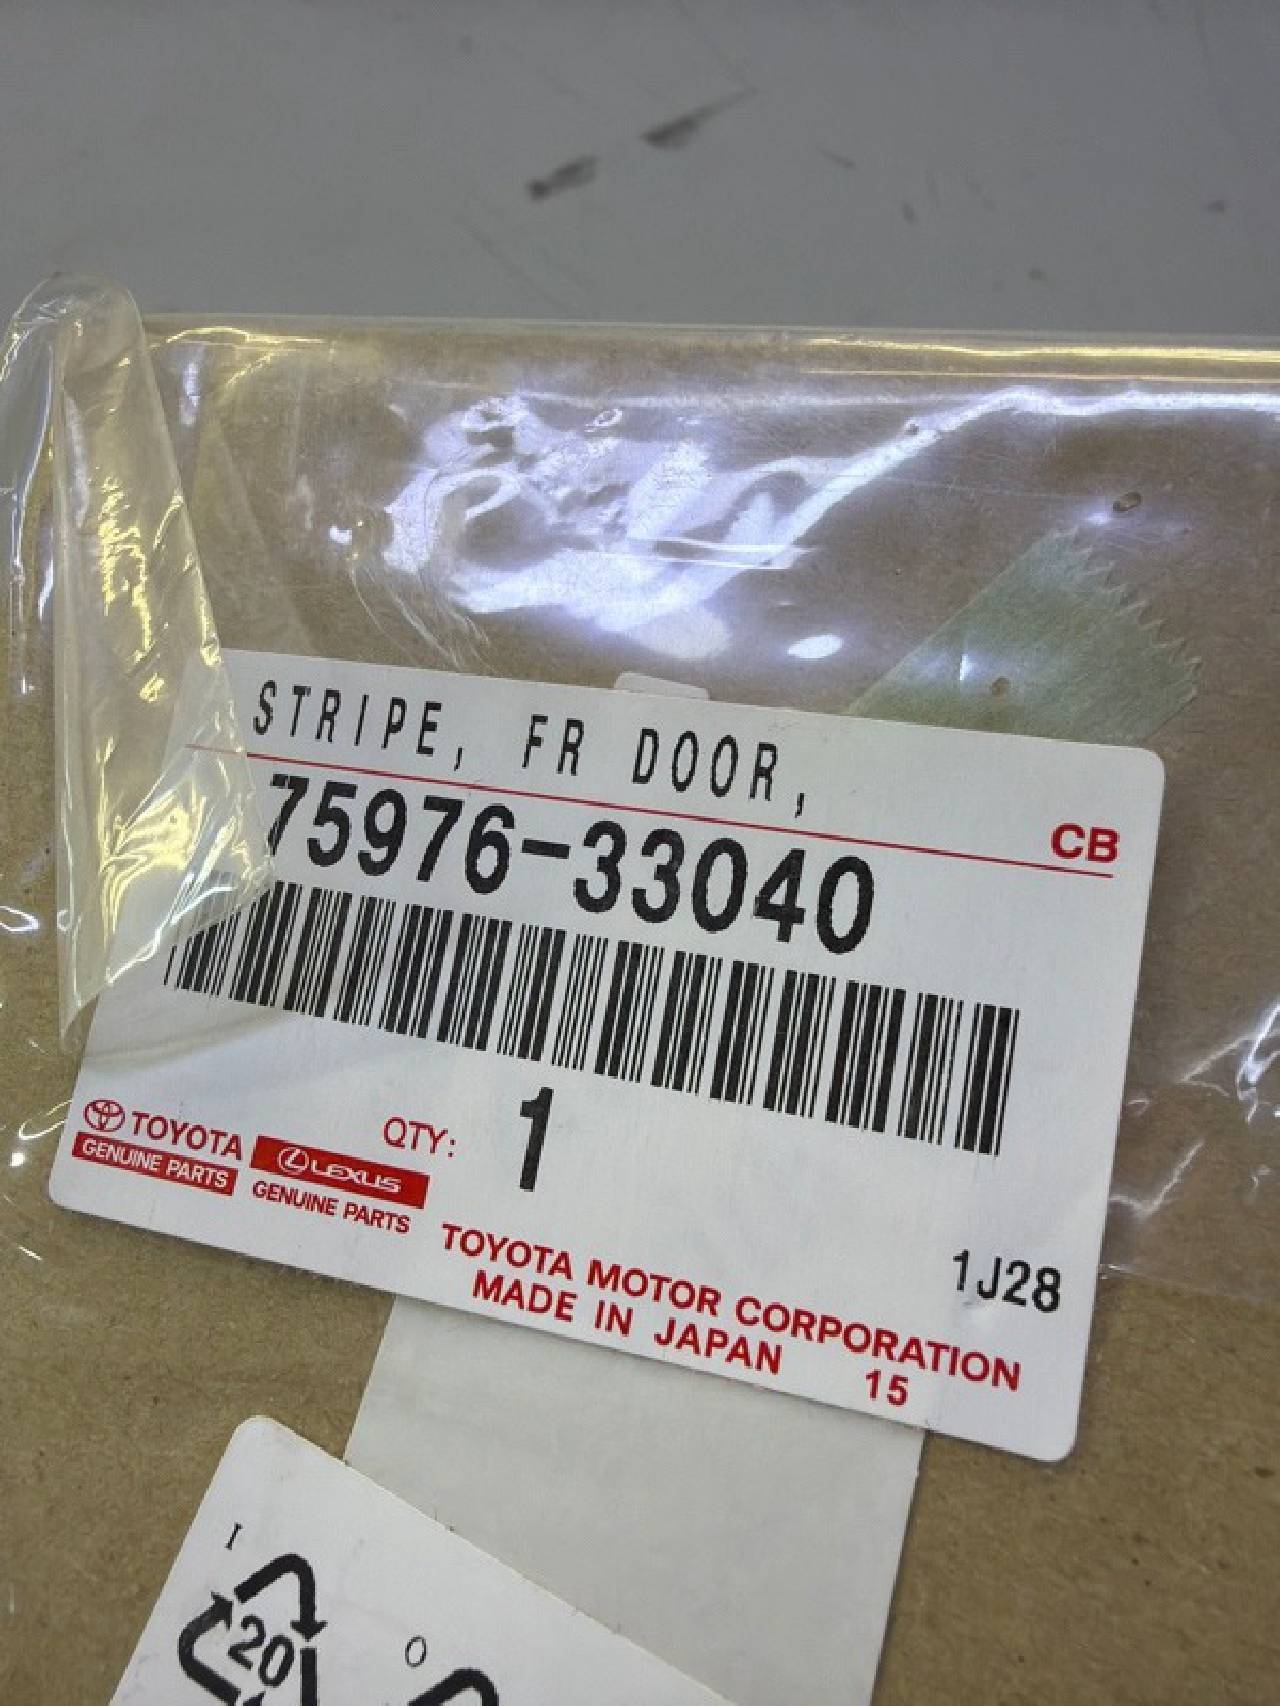 STRIPE, FR DOOR,
CB
75976-33040
TOYOTA
GENUINE PARTS
LEXUS
GENUINE PARTS
QTY: 1
1J28
TOYOTA MOTOR CORPORATION
MADE IN JAPAN 15
I
20
O